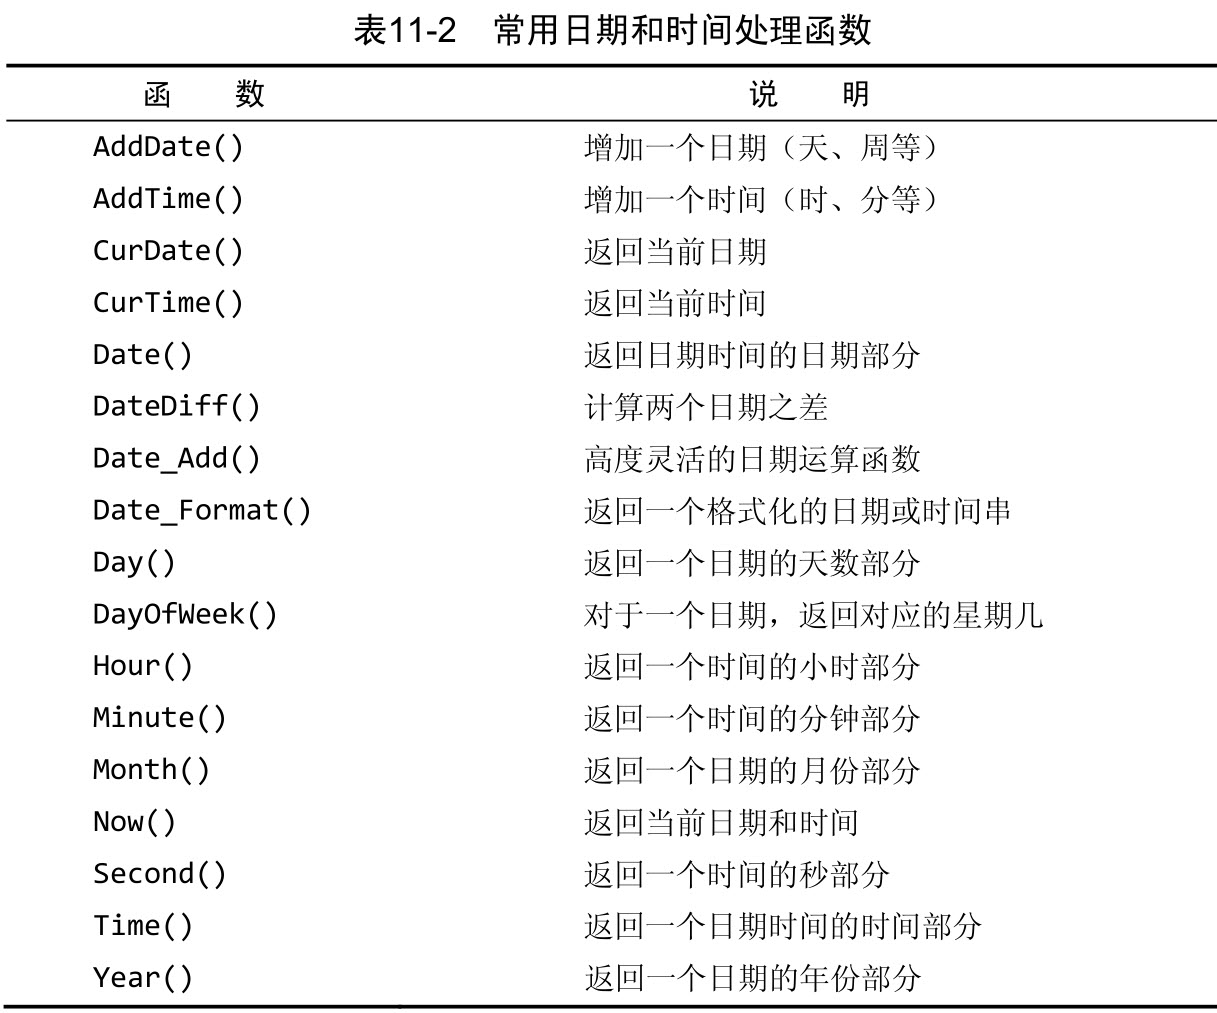 表11-2 常用日期和时间处理函数
函 数 说 明
AddDate() 增加一个日期（天、周等）
AddTime() 增加一个时间（时、分等）
CurDate() 返回当前日期
CurTime() 返回当前时间
Date() 返回日期时间的日期部分
DateDiff() 计算两个日期之差
Date_Add() 高度灵活的日期运算函数
Date_Format() 返回一个格式化的日期或时间串
Day() 返回一个日期的天数部分
DayOfWeek() 对于一个日期，返回对应的星期几
Hour() 返回一个时间的小时部分
Minute() 返回一个时间的分钟部分
Month() 返回一个日期的月份部分
Now() 返回当前日期和时间
Second() 返回一个时间的秒部分
Time() 返回一个日期时间的时间部分
Year() 返回一个日期的年份部分